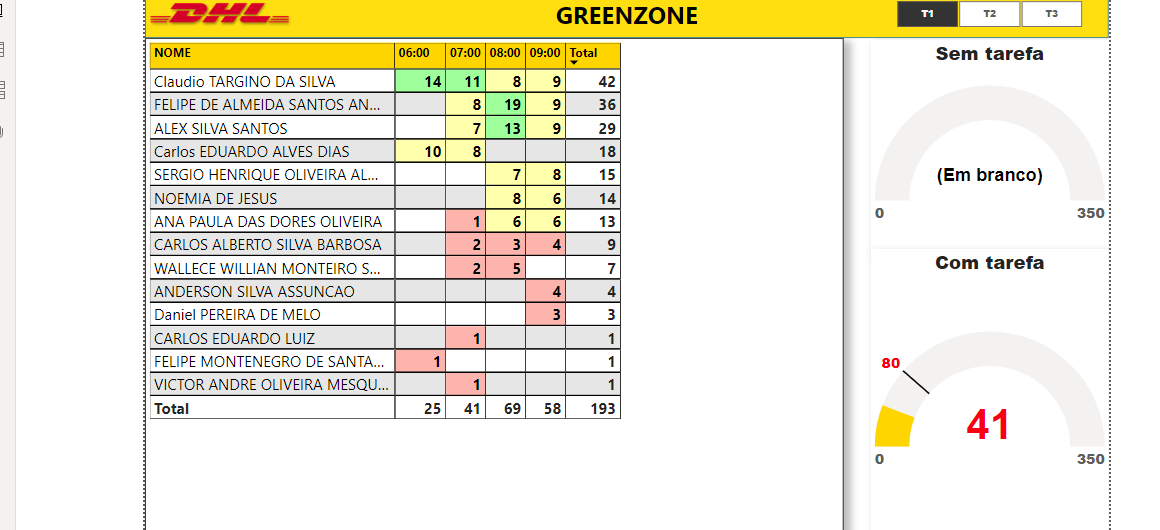 DHL
GREENZONE
T1 T2 T3
NOME 06:00 07:00 08:00 09:00 Total
Claudio TARGINO DA SILVA 14 11 8 9 42
FELIPE DE ALMEIDA SANTOS AN... 8 19 9 36
ALEX SILVA SANTOS 7 13 9 29
Carlos EDUARDO ALVES DIAS 10 8 18
SERGIO HENRIQUE OLIVEIRA AL... 7 8 15
NOEMIA DE JESUS 8 6 14
ANA PAULA DAS DORES OLIVEIRA 1 6 6 13
CARLOS ALBERTO SILVA BARBOSA 2 3 4 9
WALLECE WILLIAN MONTEIRO S... 2 5 7
ANDERSON SILVA ASSUNCAO 4 4
Daniel PEREIRA DE MELO 3 3
CARLOS EDUARDO LUIZ 1 1
FELIPE MONTENEGRO DE SANTA... 1 1
VICTOR ANDRE OLIVEIRA MESQU... 1 1
Total 25 41 69 58 193
Sem tarefa
(Em branco)
0 350
Com tarefa
80
41
0 350